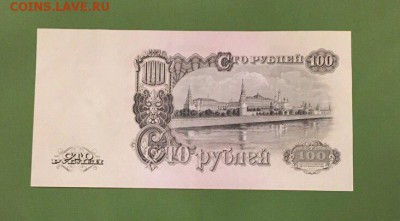 COINS.LAVE.RU
100 СТО РУБЛЕЙ 100
СТО
РУБЛЕЙ
СТО рублей
100